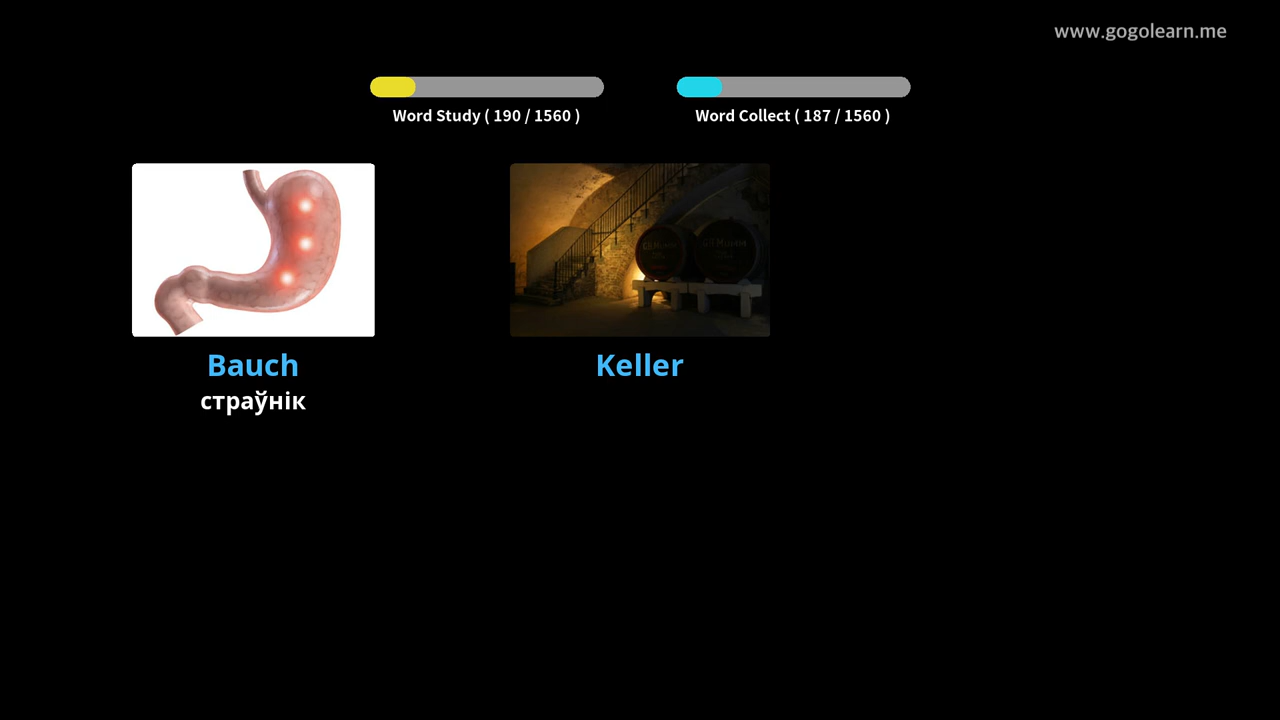 www.gogolearn.me
Word Study ( 190 / 1560 )
Word Collect ( 187 / 1560 )
Bauch
страўнік
Keller